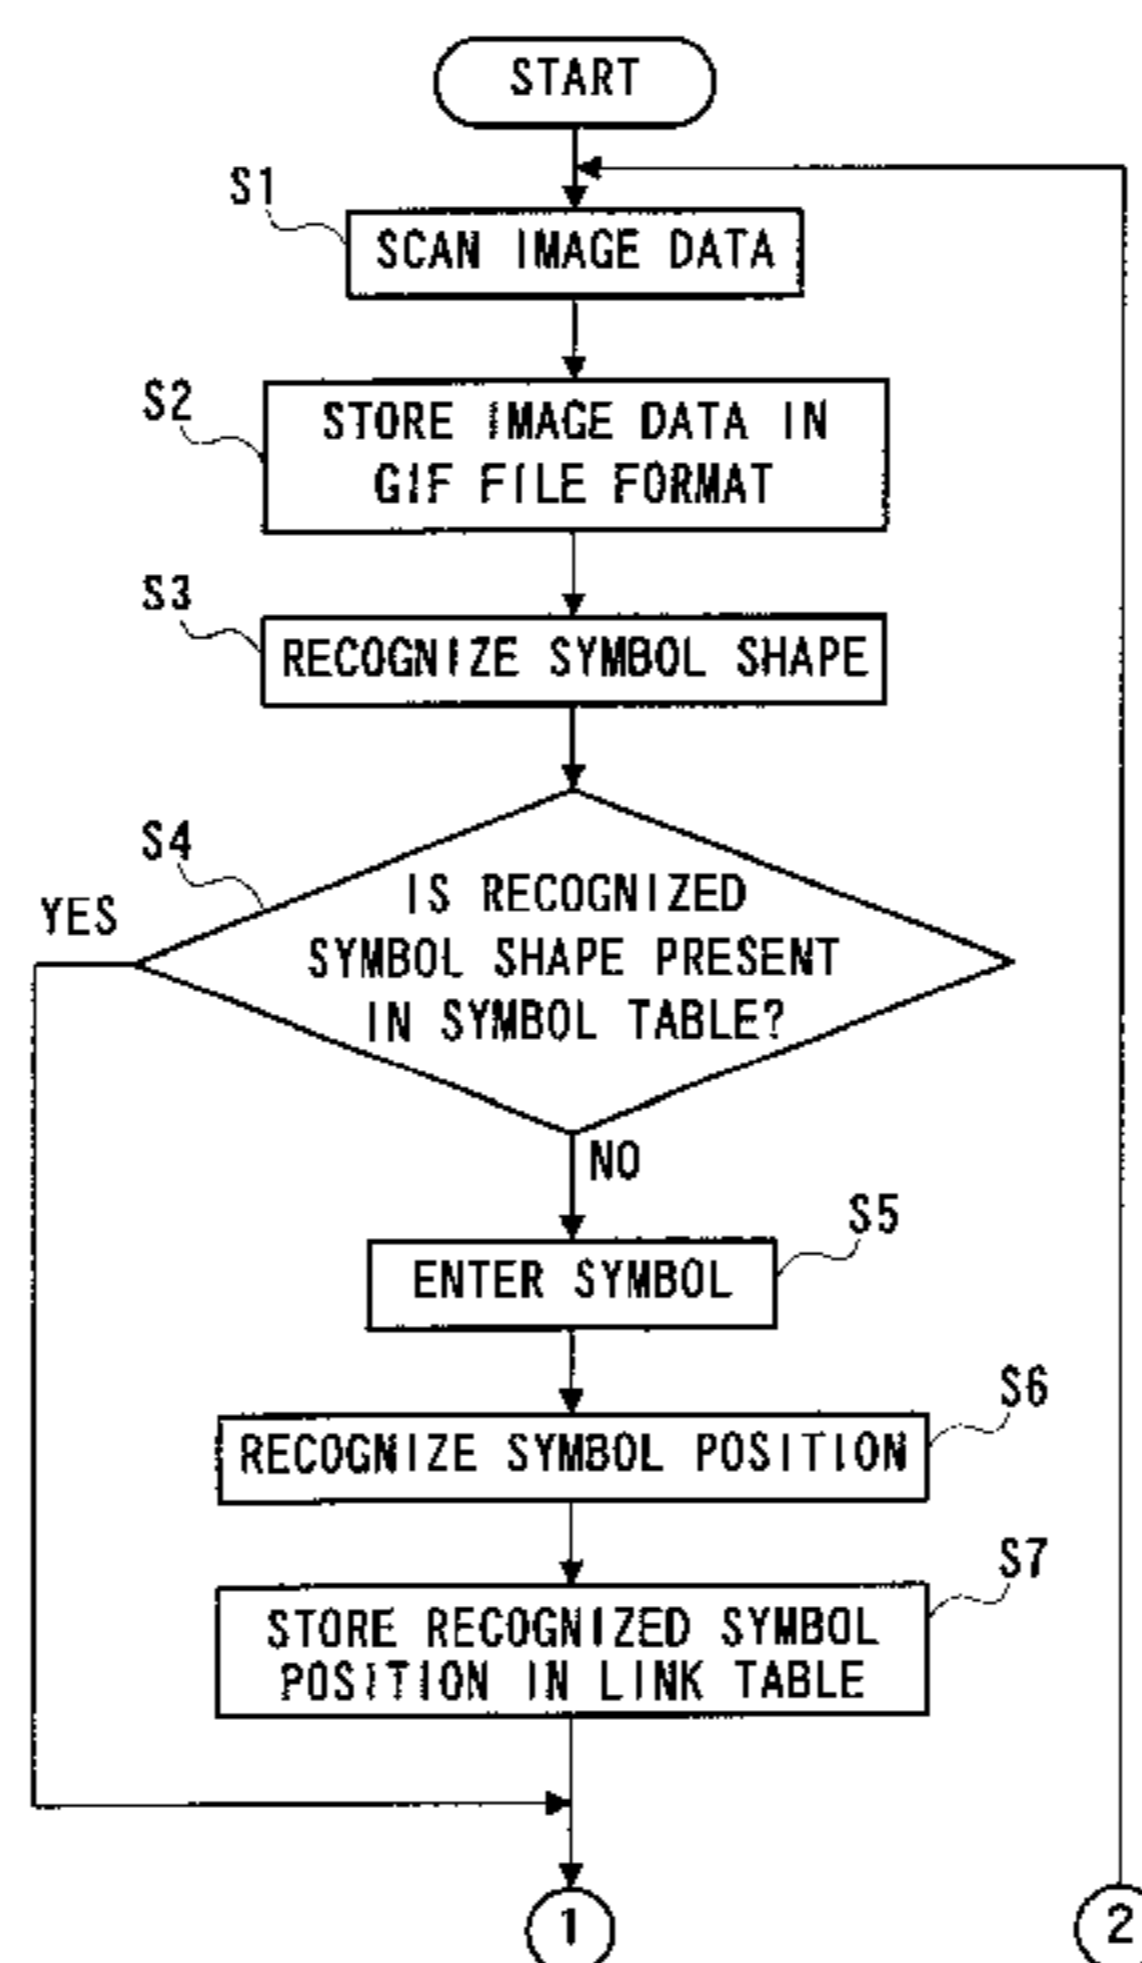 START
S1
SCAN IMAGE DATA
S2
STORE IMAGE DATA IN
GIF FILE FORMAT
S3
RECOGNIZE SYMBOL SHAPE
S4
YES
IS RECOGNIZED
SYMBOL SHAPE PRESENT
IN SYMBOL TABLE?
NO
S5
ENTER SYMBOL
S6
RECOGNIZE SYMBOL POSITION
S7
STORE RECOGNIZED SYMBOL
POSITION IN LINK TABLE
1
2